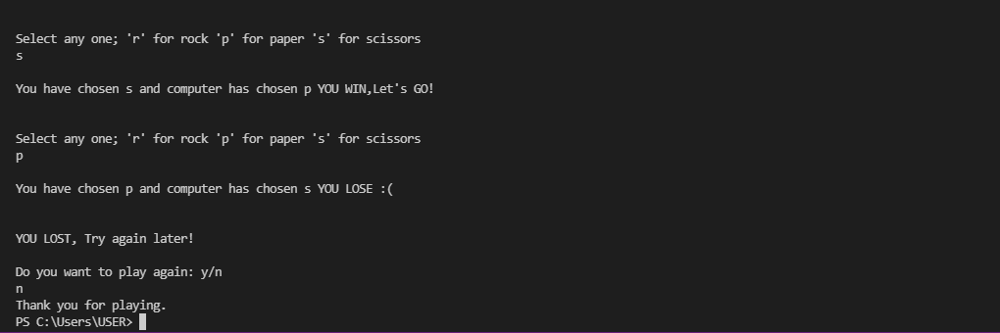 Select any one; 'r' for rock 'p' for paper 's' for scissors
s
You have chosen s and computer has chosen p YOU WIN,Let's GO!
Select any one; 'r' for rock 'p' for paper 's' for scissors
p
You have chosen p and computer has chosen s YOU LOSE :(
YOU LOST, Try again later!
Do you want to play again: y/n
n
Thank you for playing.
PS C:\Users\USER>